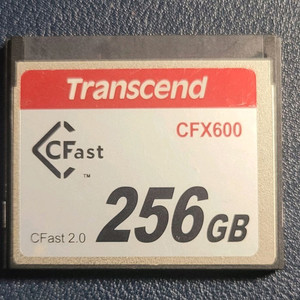 Transcend
CFX600
CFast
TM
CFast 2.0
256GB